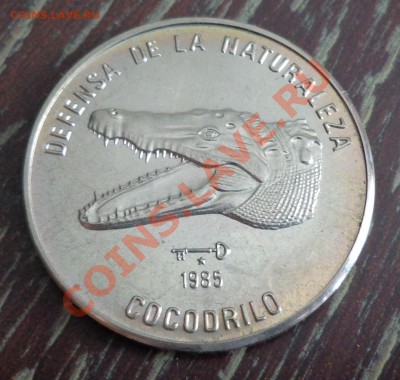 COINS.LAVE.RU
DEFENSA DE LA NATURALEZA
1985
COCODRILO
COINS.LAVE.RU